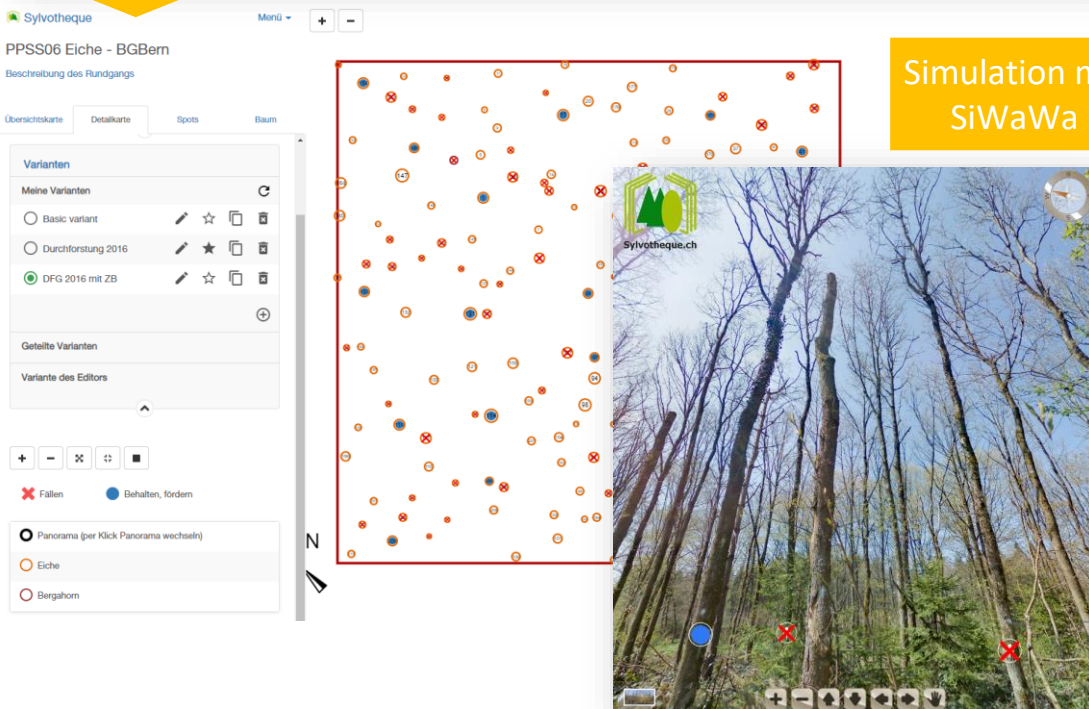 Sylvotheque
Menü
PPSS06 Eiche - BGBern
Beschreibung des Rundgangs
Übersichtskarte
Detailkarte
Spots
Baum
Varianten
Meine Varianten
Basic variant
Durchforstung 2016
DFG 2016 mit ZB
Geteilte Varianten
Variante des Editors
Fällen
Behalten, fördern
Panorama (per Klick Panorama wechseln)
Eiche
Bergahorn
N
147
94
Simulation m
SiWaWa
Sylvotheque.ch